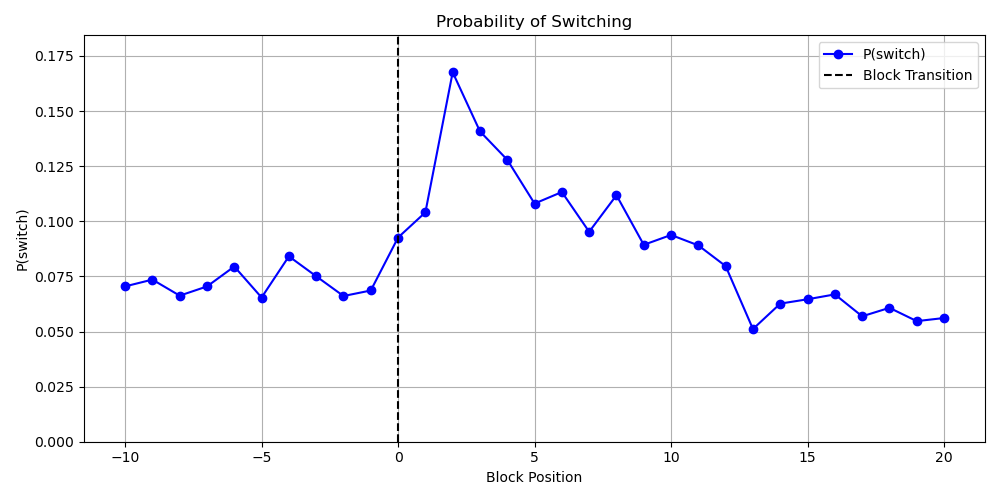 Probability of Switching
P(switch)
Block Transition
0.175
0.150
0.125
0.100
0.075
0.050
0.025
0.000
P(switch)
−10 −5 0 5 10 15 20
Block Position